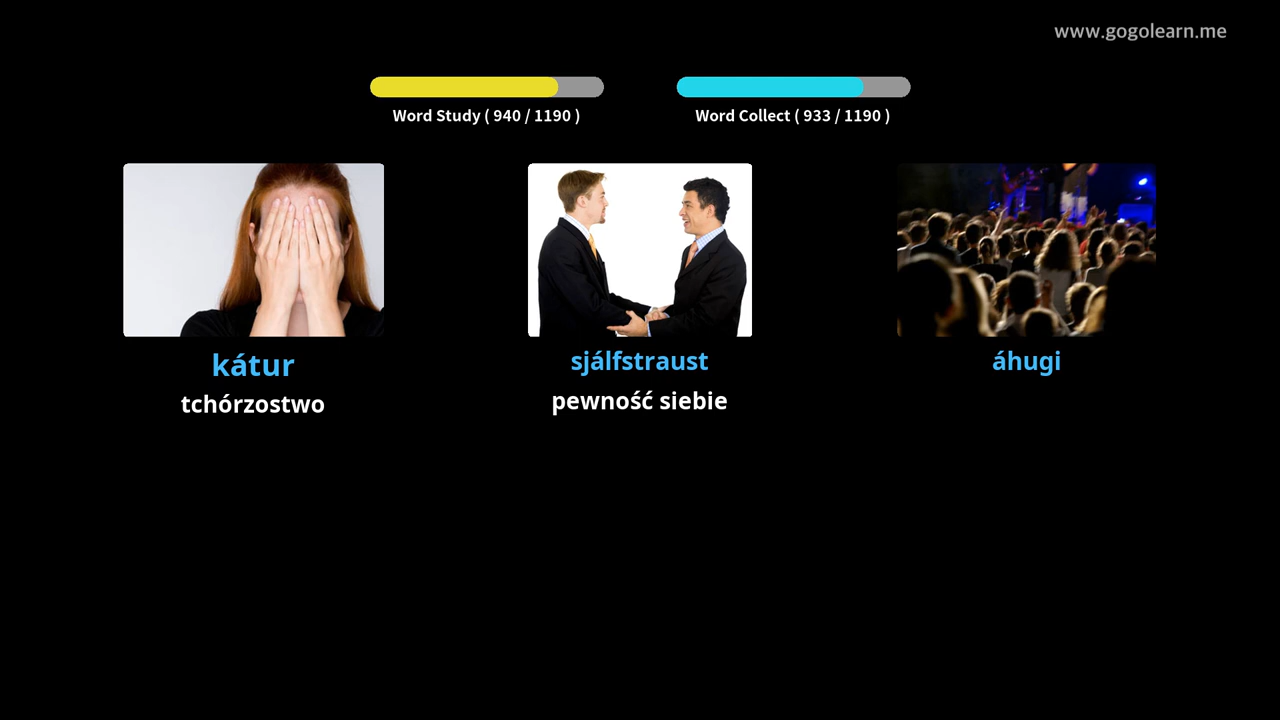 www.gogolearn.me
Word Study ( 940 / 1190 )
Word Collect ( 933 / 1190 )
kátur
tchórzostwo
sjálfstraust
pewność siebie
áhugi